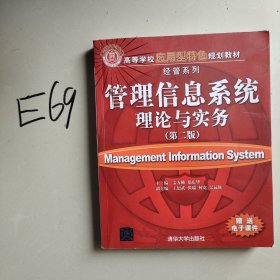 E69
高等学校应用型特色规划教材
经管系列
管理信息系统
理论与实务
(第二版)
Management Information System
赠送
电子课件
清华大学出版社